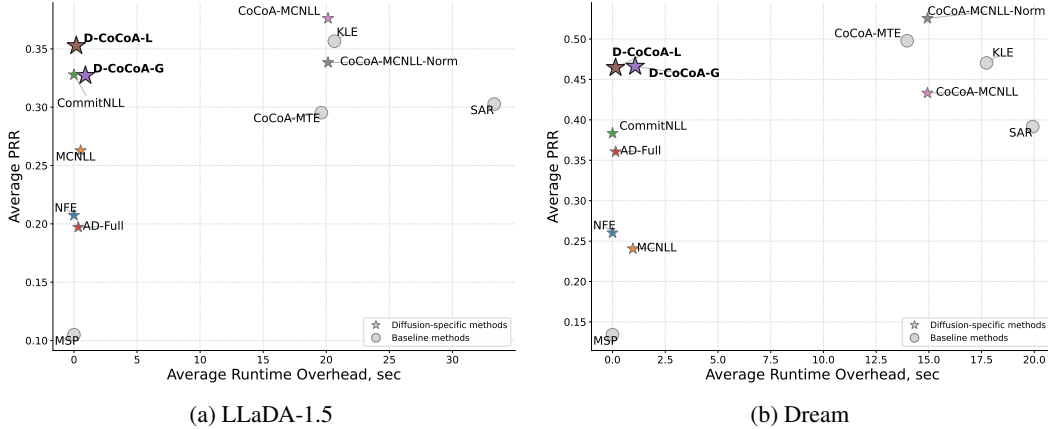 CoCoA-MCNLL
KLE
D-CoCoA-L
CoCoA-MCNLL-Norm
D-CoCoA-G
CommitNLL
SAR
CoCoA-MTE
MCNLL
NFE
AD-Full
MSP
0.35
0.30
0.25
0.20
0.15
0.10
Average PRR
Diffusion-specific methods
Baseline methods
0
5
10
15
20
25
30
Average Runtime Overhead, sec
(a) LLaDA-1.5
CoCoA-MCNLL-Norm
CoCoA-MTE
KLE
D-CoCoA-L
D-CoCoA-G
CoCoA-MCNLL
CommitNLL
SAR
AD-Full
NFE
MCNLL
MSP
0.50
0.45
0.40
0.35
0.30
0.25
0.20
0.15
Average PRR
Diffusion-specific methods
Baseline methods
0.0
2.5
5.0
7.5
10.0
12.5
15.0
17.5
20.0
Average Runtime Overhead, sec
(b) Dream